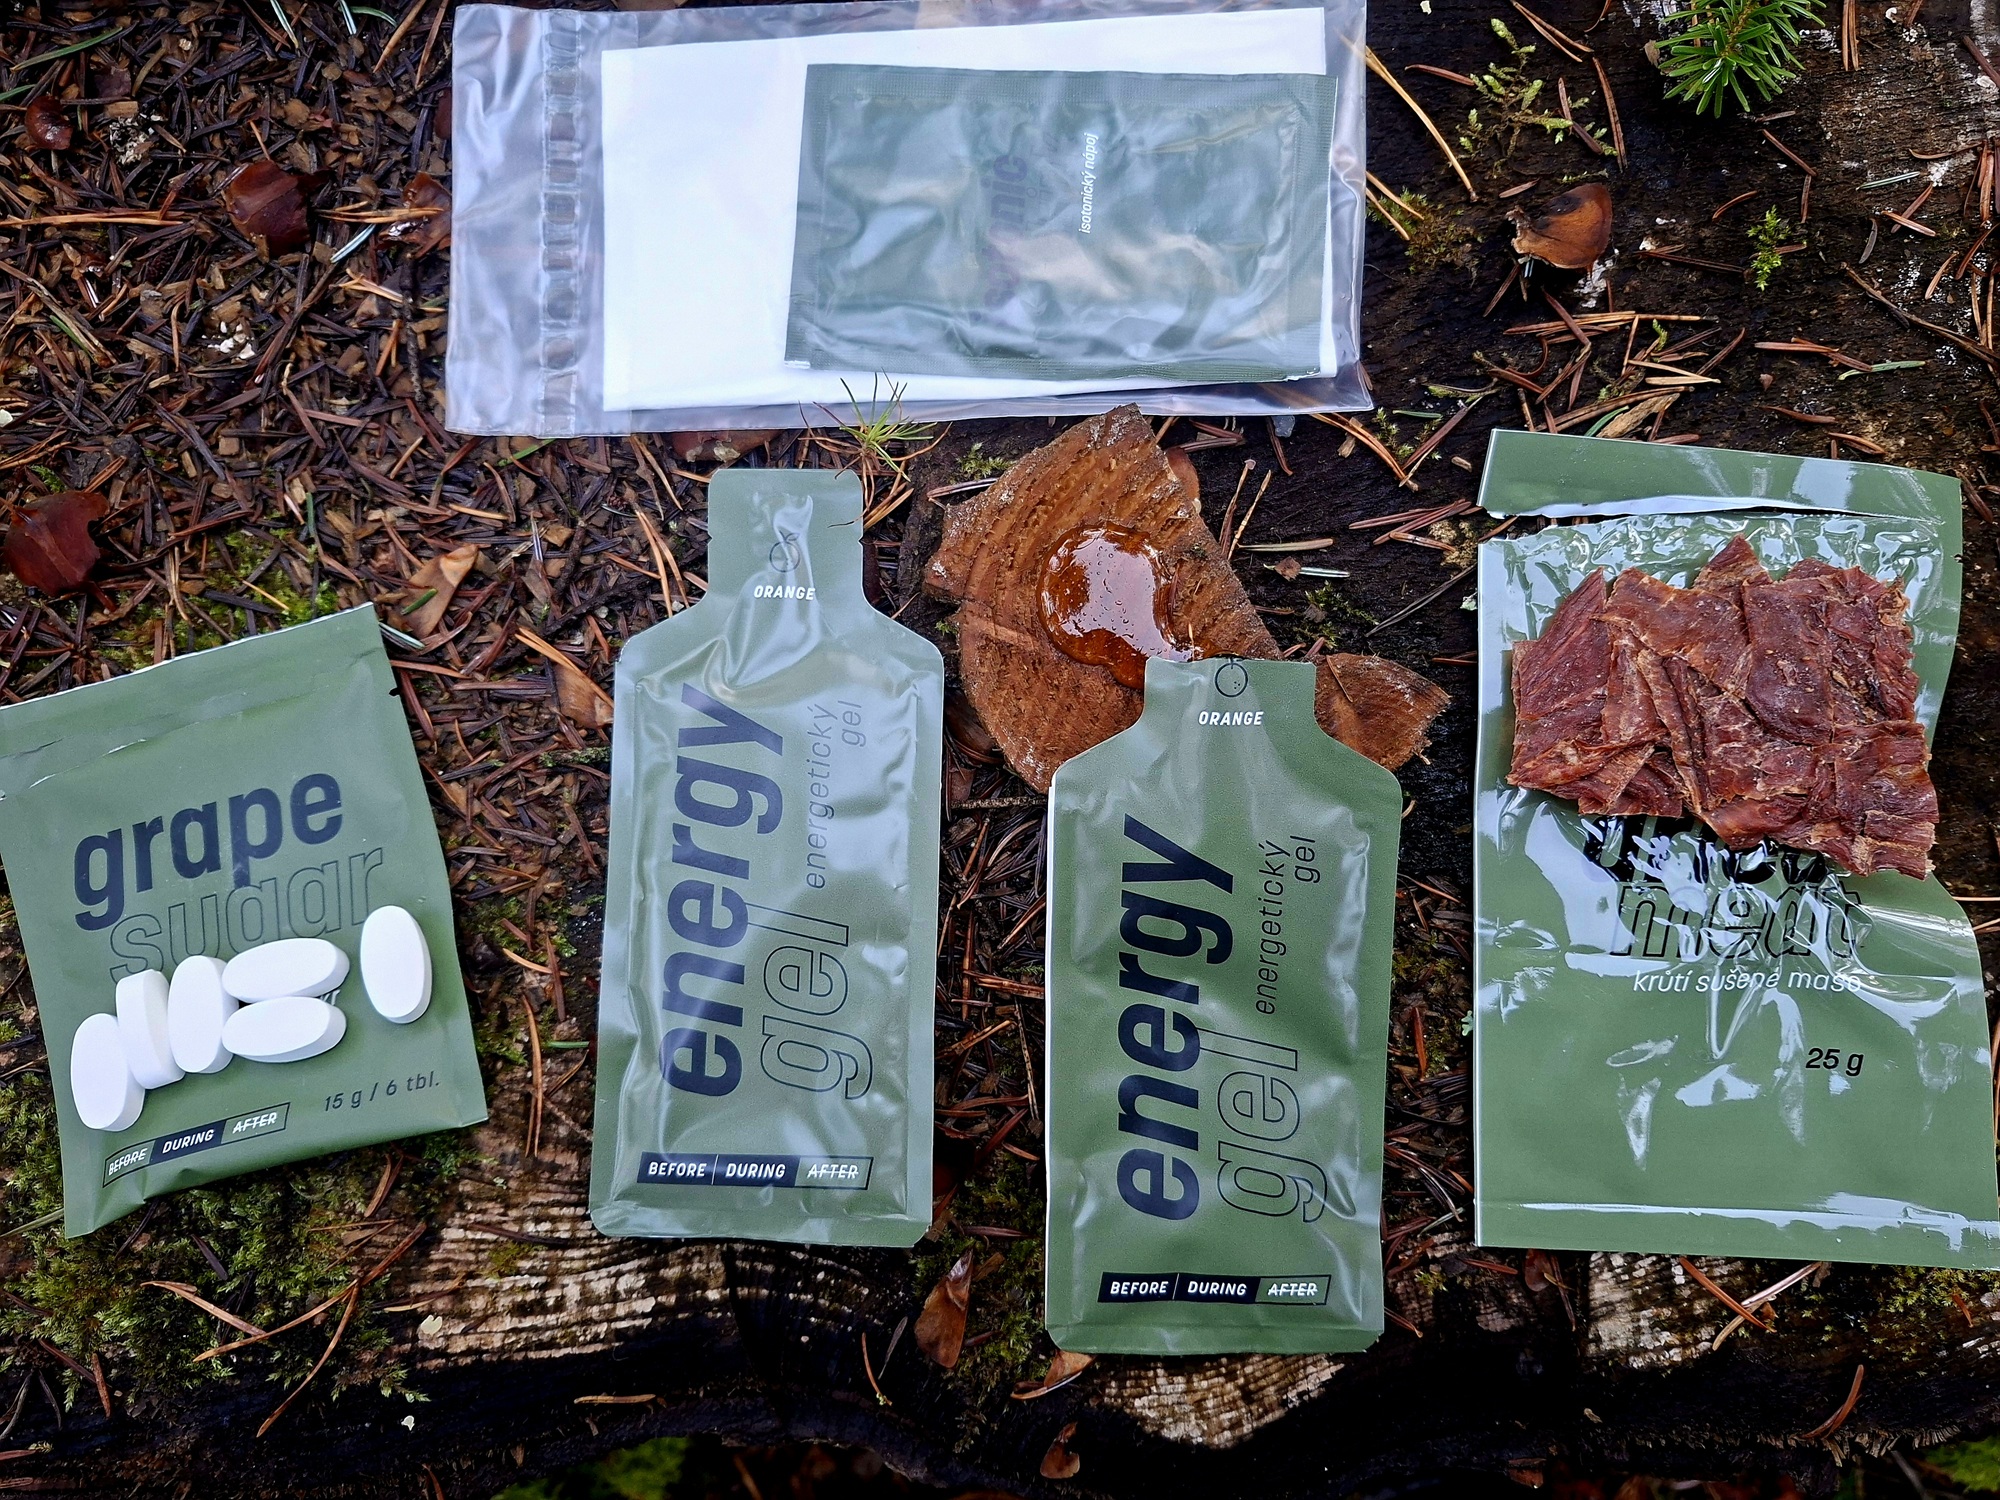 isotonický nápoj
grape
sugar
15 g / 6 tbl.
BEFORE DURING AFTER
ORANGE
energy
gel
energetický
gel
BEFORE DURING AFTER
ORANGE
energy
gel
energetický
gel
BEFORE DURING AFTER
meat
krůtí sušené maso
25 g